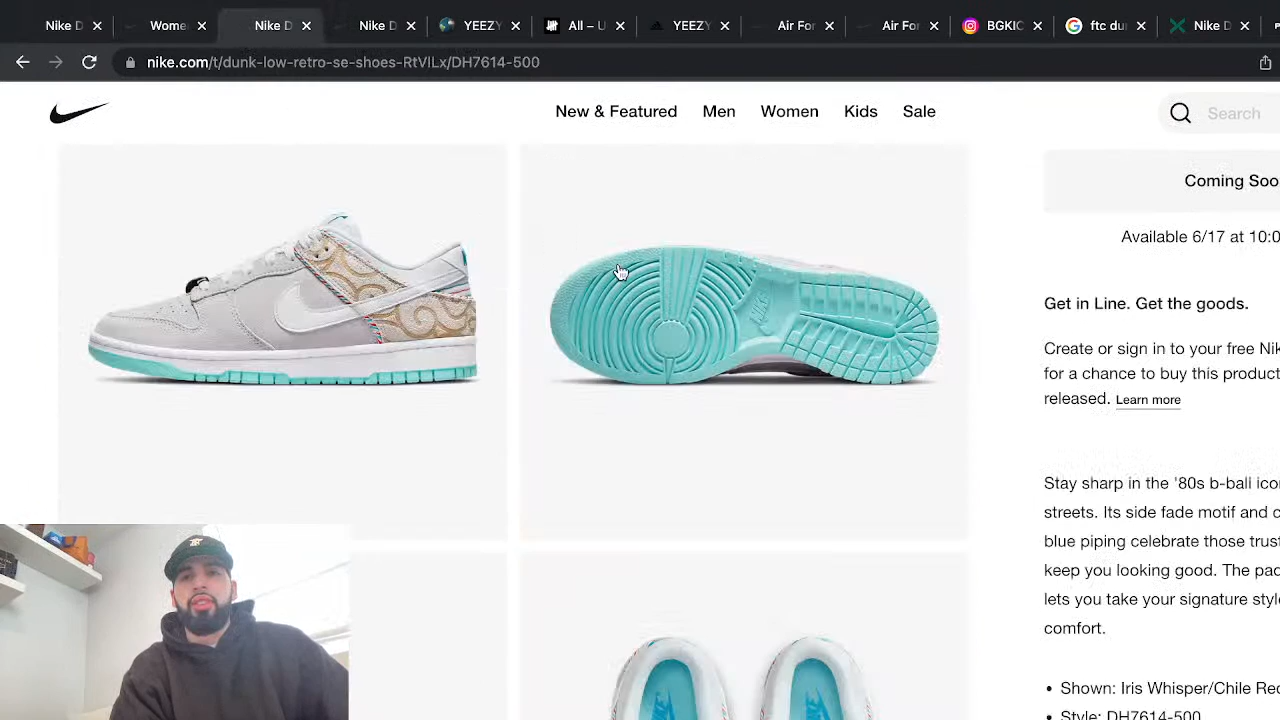 Nike D
Wome
Nike D
Nike D
YEEZY
All – U
YEEZY
Air For
Air For
BGKIC
ftc du
Nike D
nike.com/t/dunk-low-retro-se-shoes-RtVlLx/DH7614-500
New & Featured
Men
Women
Kids
Sale
Search
Coming Soo
Available 6/17 at 10:0
Get in Line. Get the goods.
Create or sign in to your free Nik
for a chance to buy this product
released. Learn more
Stay sharp in the '80s b-ball ico
streets. Its side fade motif and c
blue piping celebrate those trust
keep you looking good. The pad
lets you take your signature style
comfort.
• Shown: Iris Whisper/Chile Red
• Style: DH7614-500